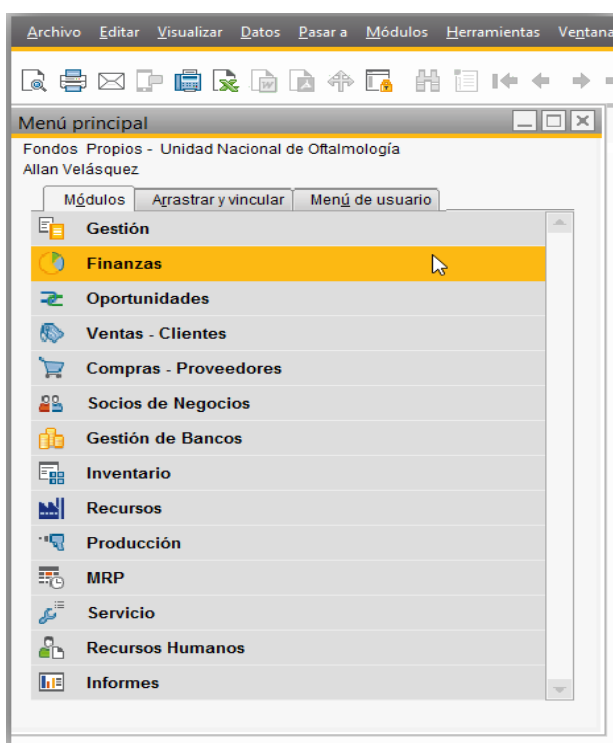 Archivo Editar Visualizar Datos Pasar a Módulos Herramientas Ventana
Menú principal
Fondos Propios - Unidad Nacional de Oftalmología
Allan Velásquez
Módulos Arrastrar y vincular Menú de usuario
Gestión
Finanzas
Oportunidades
Ventas - Clientes
Compras - Proveedores
Socios de Negocios
Gestión de Bancos
Inventario
Recursos
Producción
MRP
Servicio
Recursos Humanos
Informes